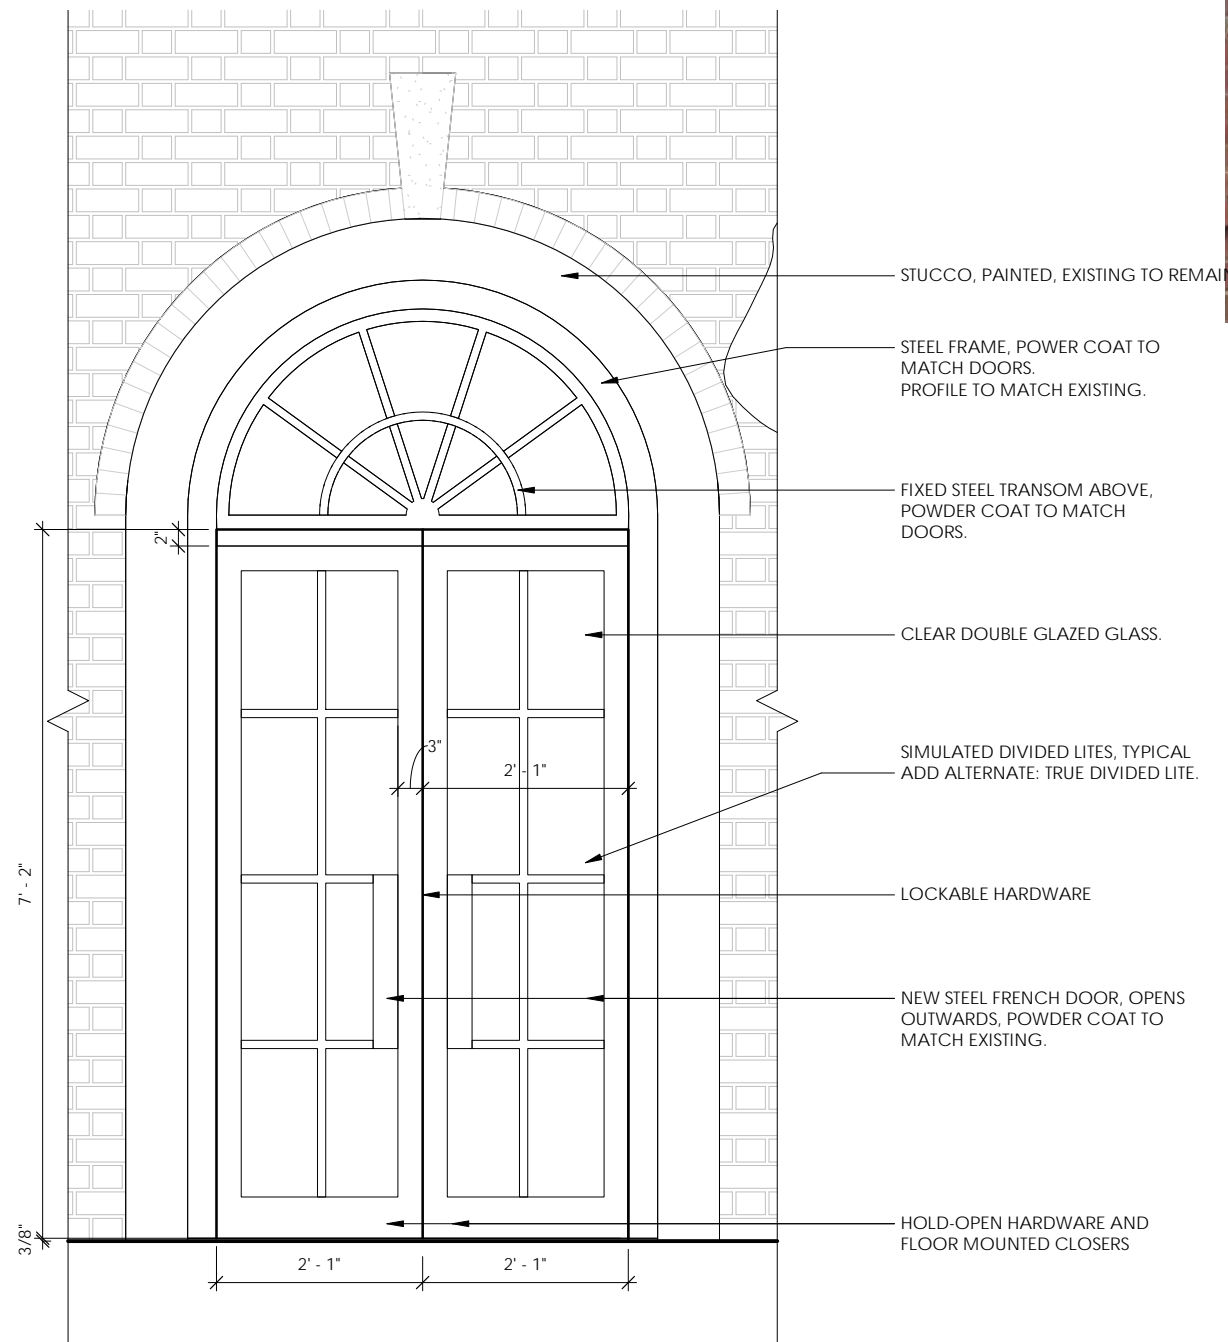 STUCCO, PAINTED, EXISTING TO REMAIN
STEEL FRAME, POWER COAT TO
MATCH DOORS.
PROFILE TO MATCH EXISTING.
FIXED STEEL TRANSOM ABOVE,
POWDER COAT TO MATCH
DOORS.
2"
CLEAR DOUBLE GLAZED GLASS.
3"
2' - 1"
SIMULATED DIVIDED LITES, TYPICAL
ADD ALTERNATE: TRUE DIVIDED LITE.
7' - 2"
LOCKABLE HARDWARE
NEW STEEL FRENCH DOOR, OPENS
OUTWARDS, POWDER COAT TO
MATCH EXISTING.
3/8"
HOLD-OPEN HARDWARE AND
FLOOR MOUNTED CLOSERS
2' - 1"
2' - 1"